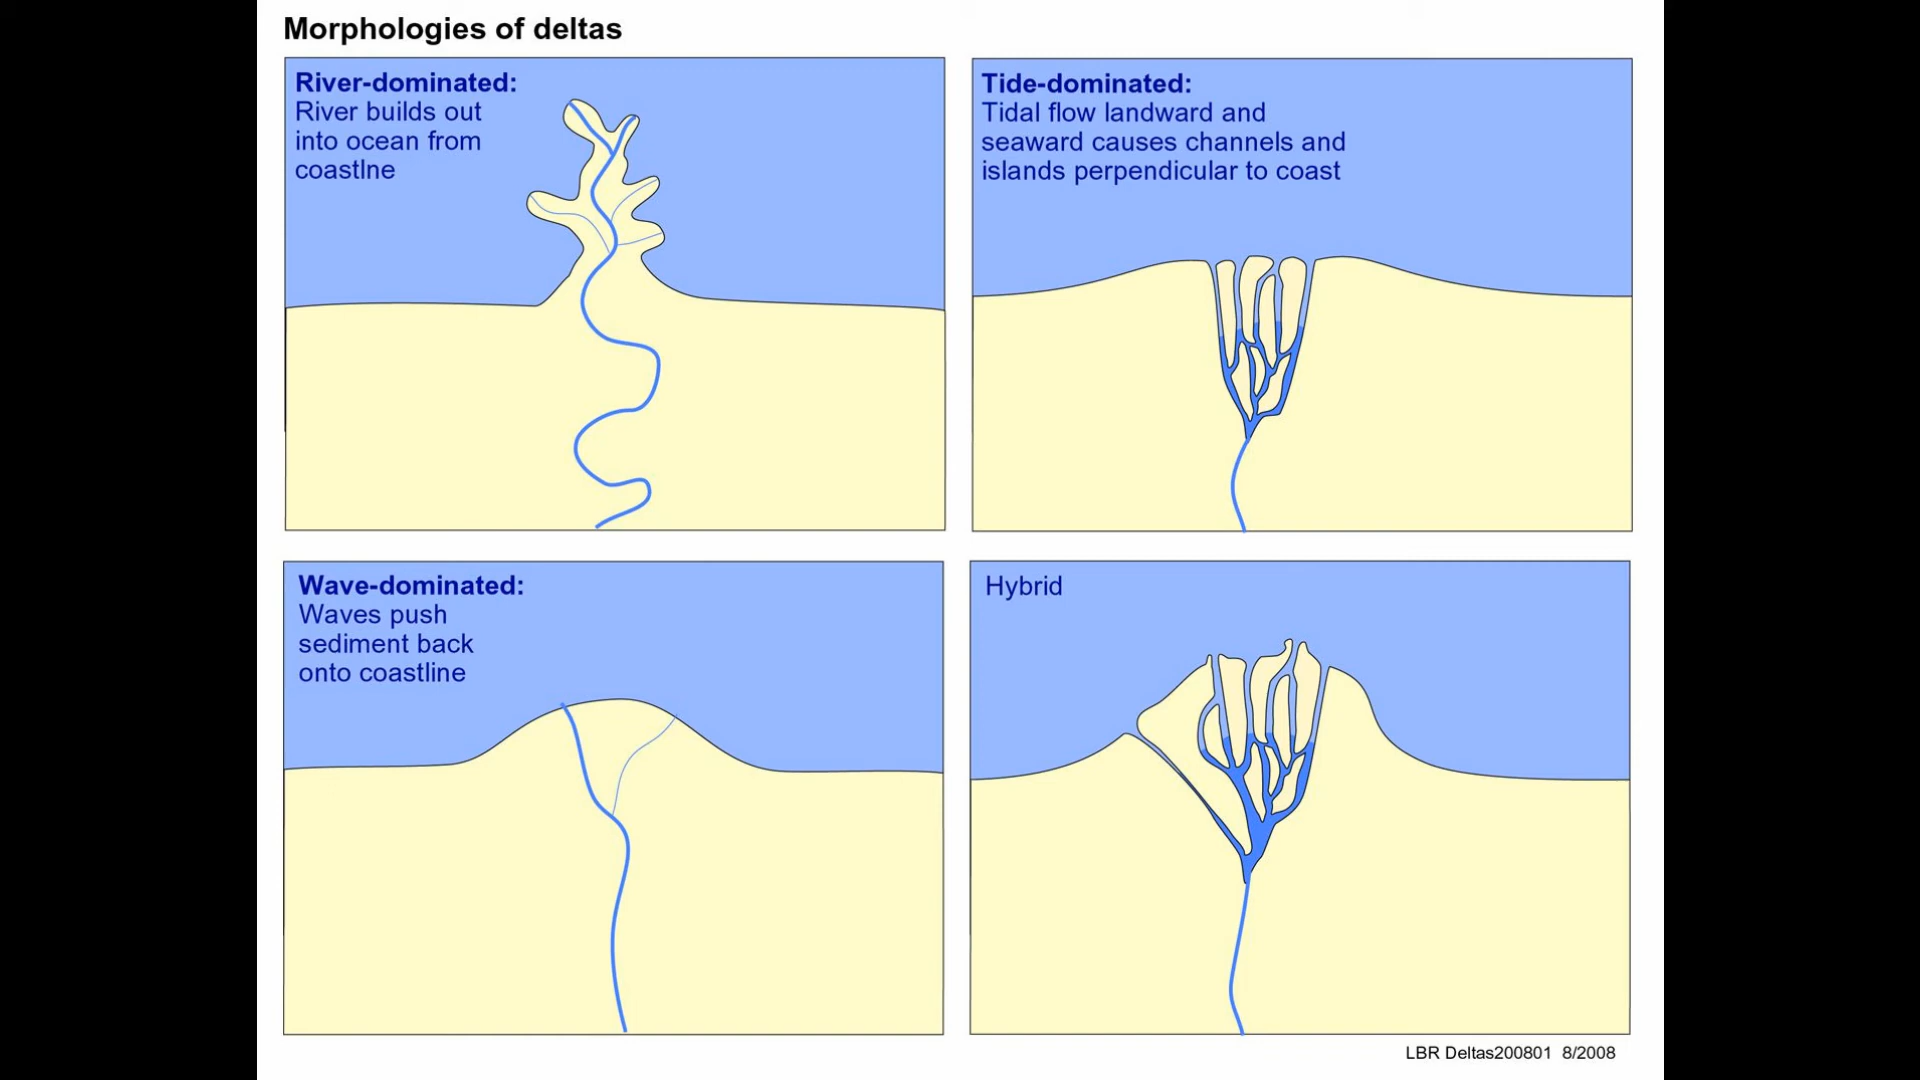 Morphologies of deltas
River-dominated:
River builds out
into ocean from
coastlne
Tide-dominated:
Tidal flow landward and
seaward causes channels and
islands perpendicular to coast
Wave-dominated:
Waves push
sediment back
onto coastline
Hybrid
LBR Deltas200801 8/2008